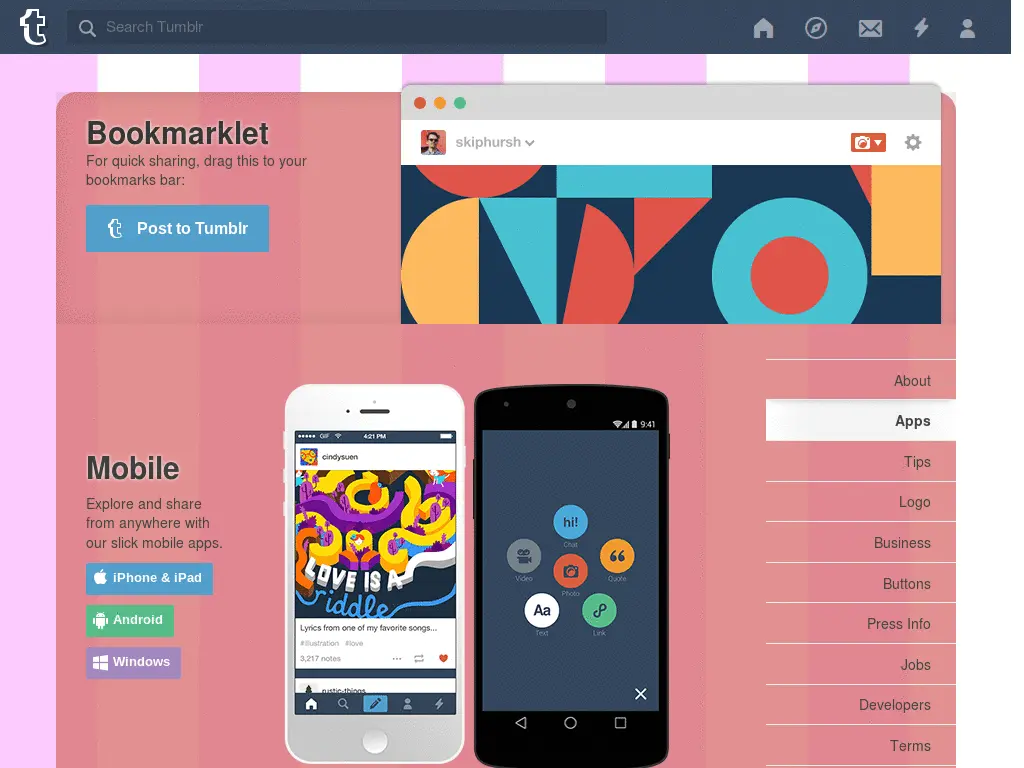 Search Tumblr
Bookmarklet
For quick sharing, drag this to your
bookmarks bar:
Post to Tumblr
skiphursh
About
Apps
Tips
Logo
Business
Buttons
Press Info
Jobs
Developers
Terms
Mobile
Explore and share
from anywhere with
our slick mobile apps.
iPhone & iPad
Android
Windows
GIF
4:21 PM
cindysuen
LOVE IS A
riddle
Lyrics from one of my favorite songs...
#illustration #love
3,217 notes
rustic-things
9:41
hi!
Chat
Video
Quote
Photo
Aa
Text
Link